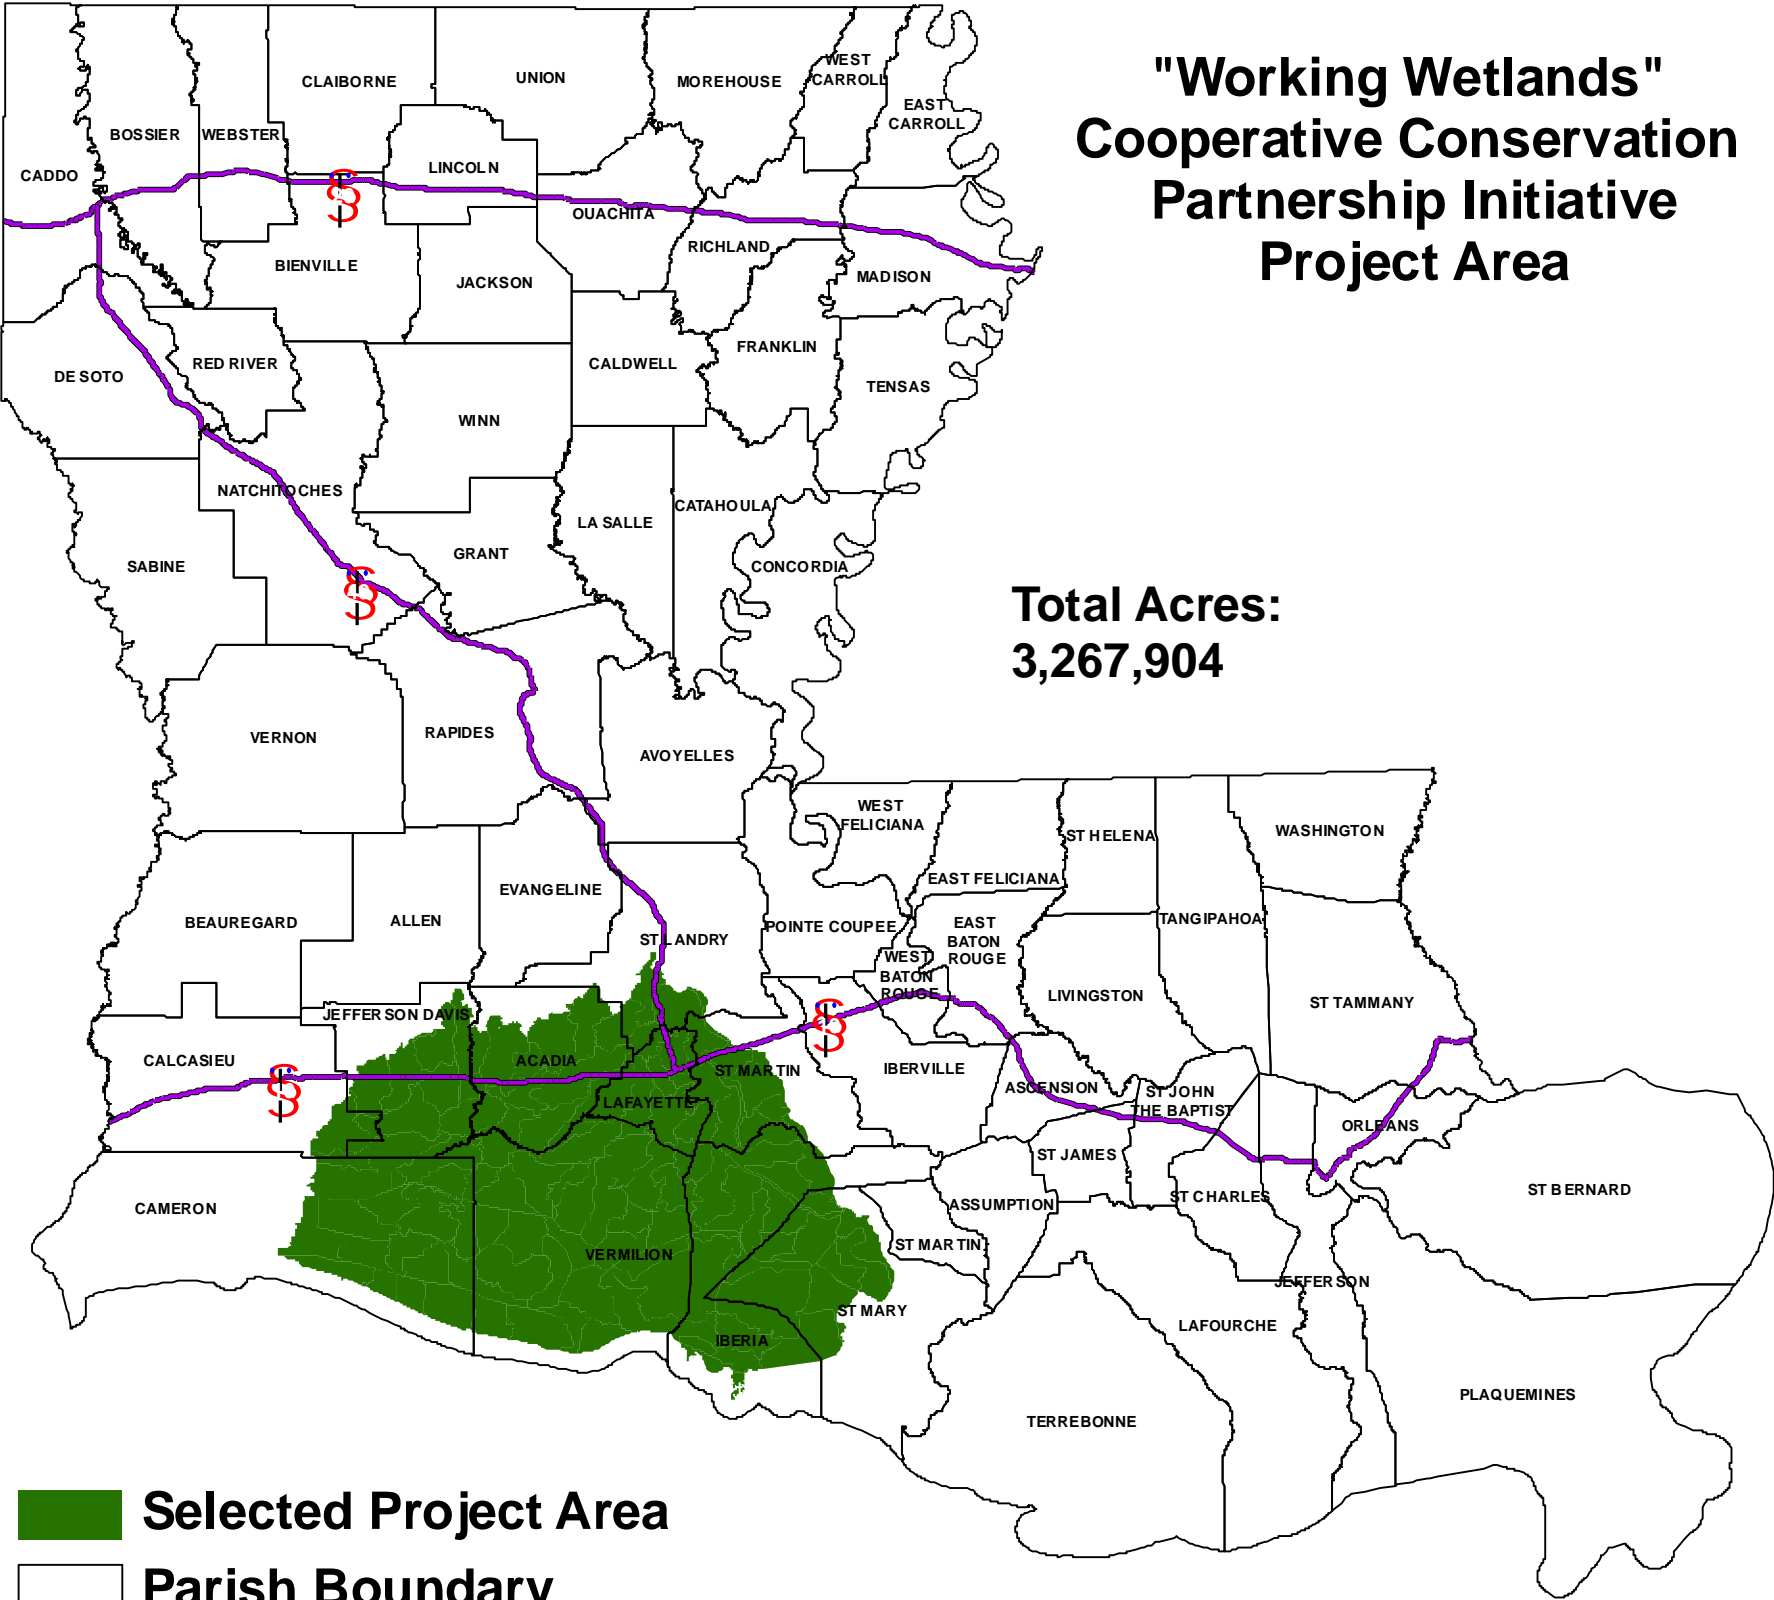 "Working Wetlands"
Cooperative Conservation
Partnership Initiative
Project Area
CLAIBORNE
UNION
MOREHOUSE
WEST
CARROLL
EAST
CARROLL
BOSSIER
WEBSTER
CADDO
LINCOLN
OUACHITA
RICHLAND
BIENVILLE
JACKSON
MADISON
DE SOTO
RED RIVER
CALDWELL
FRANKLIN
TENSAS
WINN
NATCHITOCHES
LA SALLE
CATAHOULA
SABINE
GRANT
CONCORDIA
Total Acres:
3,267,904
VERNON
RAPIDES
AVOYELLES
WEST
FELICIANA
ST HELENA
WASHINGTON
EAST FELICIANA
EVANGELINE
BEAUREGARD
ALLEN
ST LANDRY
POINTE COUPEE
EAST
BATON
ROUGE
TANGIPAHOA
WEST
BATON
ROUGE
LIVINGSTON
ST TAMMANY
JEFFERSON DAVIS
CALCASIEU
ACADIA
ST MARTIN
IBERVILLE
LAFAYETTE
ASCENSION
ST JOHN
THE BAPTIST
ORLEANS
ST JAMES
ST BERNARD
CAMERON
ASSUMPTION
ST CHARLES
VERMILION
ST MARTIN
JEFFERSON
ST MARY
LAFOURCHE
IBERIA
TERREBONNE
PLAQUEMINES
Selected Project Area
Parish Boundary